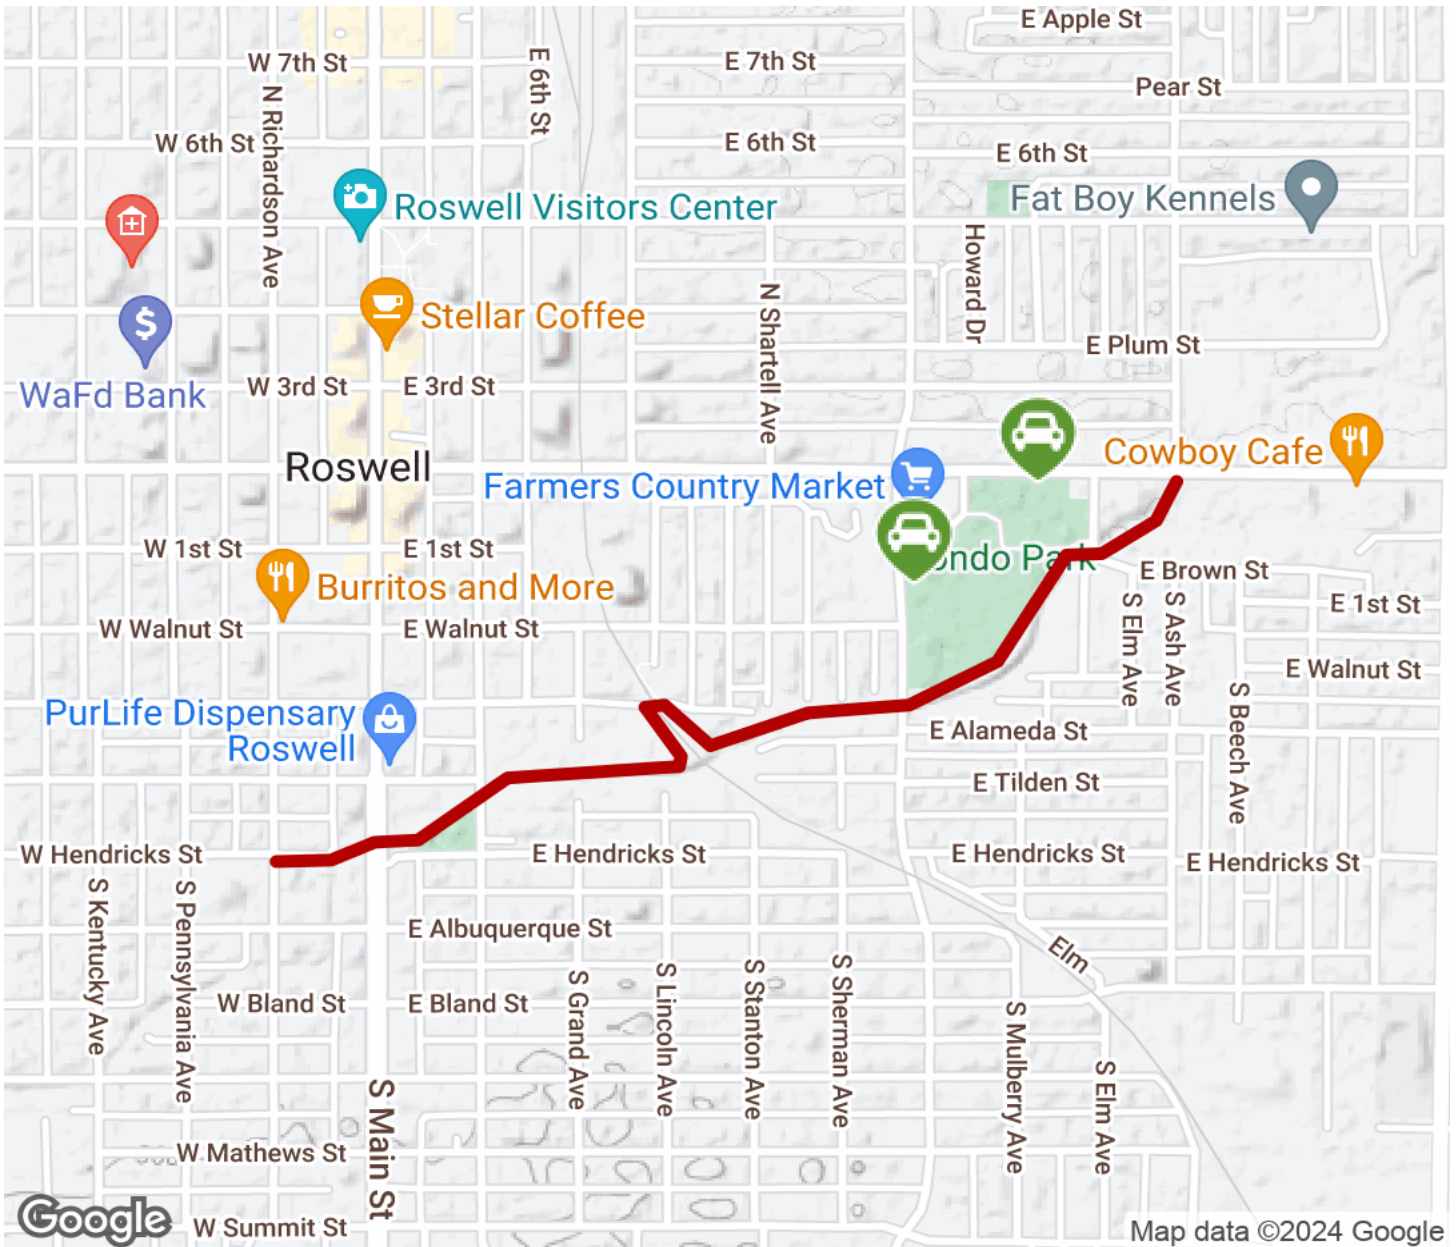 E Apple St
W 7th St
E 6th St
E 7th St
Pear St
N Richardson Ave
W 6th St
E 6th St
E 6th St
Fat Boy Kennels
Roswell Visitors Center
Howard Dr
N Shartell Ave
Stellar Coffee
E Plum St
WaFd Bank
W 3rd St
E 3rd St
Cowboy Cafe
Roswell
Farmers Country Market
W 1st St
E 1st St
ondo Park
E Brown St
Burritos and More
S Elm Ave
S Ash Ave
E 1st St
W Walnut St
E Walnut St
E Walnut St
S Beech Ave
PurLife Dispensary
Roswell
E Alameda St
E Tilden St
W Hendricks St
E Hendricks St
E Hendricks St
E Hendricks St
S Kentucky Ave
S Pennsylvania Ave
E Albuquerque St
Elm
S Grand Ave
S Lincoln Ave
S Stanton Ave
S Sherman Ave
W Bland St
E Bland St
S Mulberry Ave
S Elm Ave
S Main St
W Mathews St
Google
W Summit St
Map data ©2024 Google